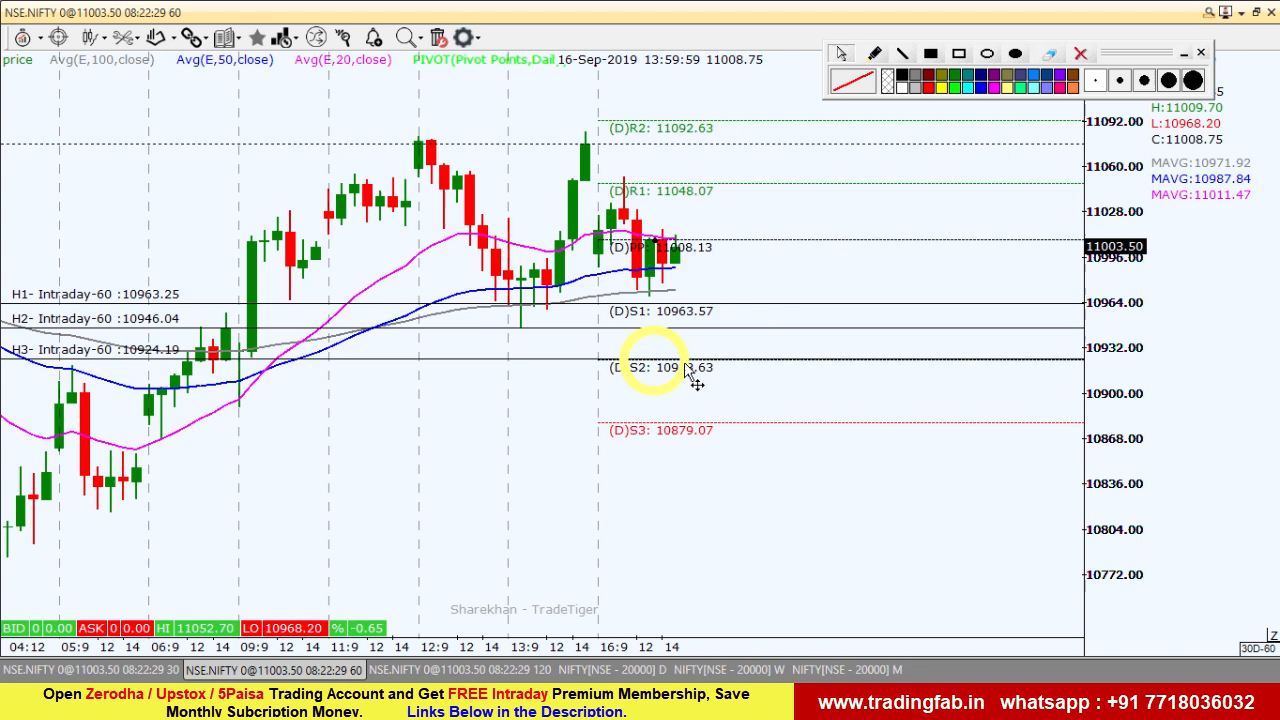 NSE.NIFTY 0@11003.50 08:22:29 60
price Avg(E,100,close) Avg(E,50,close) Avg(E,20,close) PIVOT(Pivot Points,Daily, 16-Sep-2019 13:59:59 11008.75
H:11009.70
L:10968.20
C:11008.75
MAVG:10971.92
MAVG:10987.84
MAVG:11011.47
(D)R2: 11092.63
(D)R1: 11048.07
(D)PP: 11008.13
(D)S1: 10963.57
(D)S2:
(D)S3: 10879.07
H1- Intraday-60 :10963.25
H2- Intraday-60 :10946.04
H3- Intraday-60 :10924.19
11092.00
11060.00
11028.00
11003.50
10996.00
10964.00
10932.00
10900.00
10868.00
10836.00
10804.00
10772.00
Sharekhan - TradeTiger
BID 0 0.00 ASK 0 0.00 HI 11052.70 LO 10968.20 % -0.65
04:12 05:9 12 14 06:9 12 14 09:9 12 14 11:9 12 14 12:9 12 14 13:9 12 14 16:9 12 14
Z
30D-60
NSE.NIFTY 0@11003.50 08:22:29 30 NSE.NIFTY 0@11003.50 08:22:29 60 NSE.NIFTY 0@11003.50 08:22:29 120 NIFTY[NSE - 20000] D NIFTY[NSE - 20000] W NIFTY[NSE - 20000] M
Open Zerodha / Upstox / 5Paisa Trading Account and Get FREE Intraday Premium Membership, Save
Monthly Subcription Money. Links Below in the Description.
www.tradingfab.in whatsapp : +91 7718036032